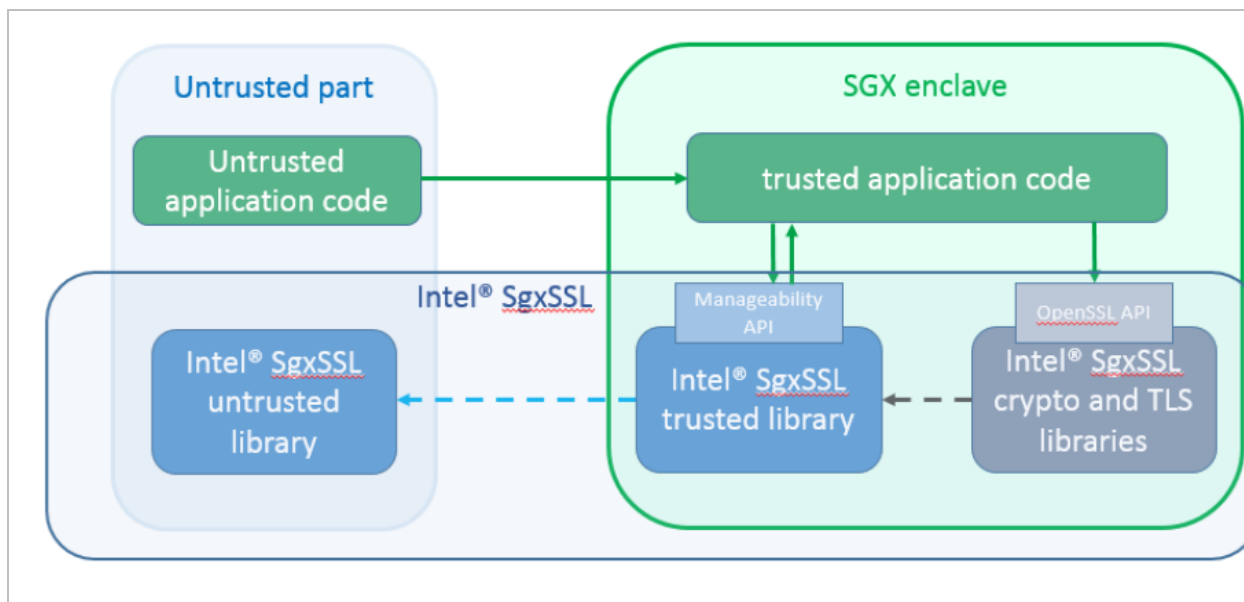 Untrusted part
SGX enclave
Untrusted
application code
trusted application code
Intel® SgxSSL
Manageability
API
OpenSSL API
Intel® SgxSSL
untrusted
library
Intel® SgxSSL
trusted library
Intel® SgxSSL
crypto and TLS
libraries